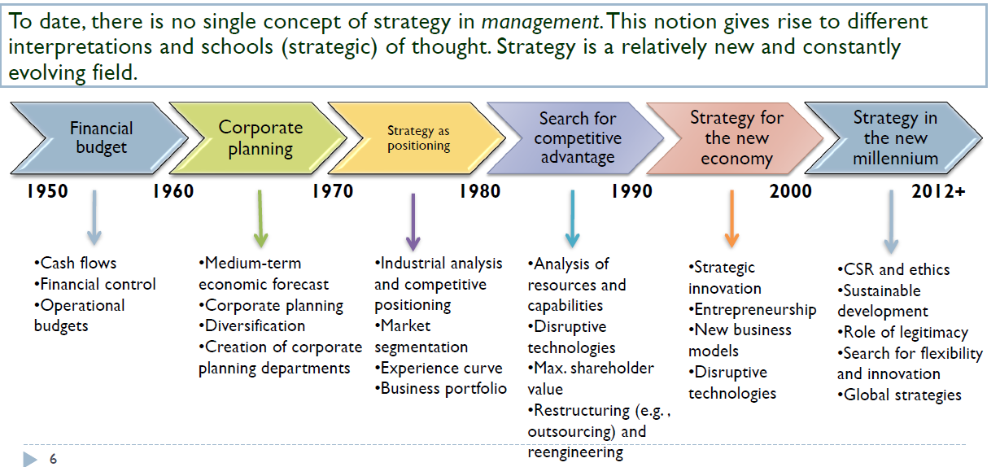 To date, there is no single concept of strategy in management. This notion gives rise to different
interpretations and schools (strategic) of thought. Strategy is a relatively new and constantly
evolving field.
Financial
budget
Corporate
planning
Strategy as
positioning
Search for
competitive
advantage
Strategy for
the new
economy
Strategy in
the new
millennium
1950
1960
1970
1980
1990
2000
2012+
•Cash flows
•Financial control
•Operational
budgets
•Medium-term
economic forecast
•Corporate planning
•Diversification
•Creation of corporate
planning departments
•Industrial analysis
and competitive
positioning
•Market
segmentation
•Experience curve
•Business portfolio
•Analysis of
resources and
capabilities
•Disruptive
technologies
•Max. shareholder
value
•Restructuring (e.g.,
outsourcing) and
reengineering
•Strategic
innovation
•Entrepreneurship
•New business
models
•Disruptive
technologies
•CSR and ethics
•Sustainable
development
•Role of legitimacy
•Search for flexibility
and innovation
•Global strategies
6